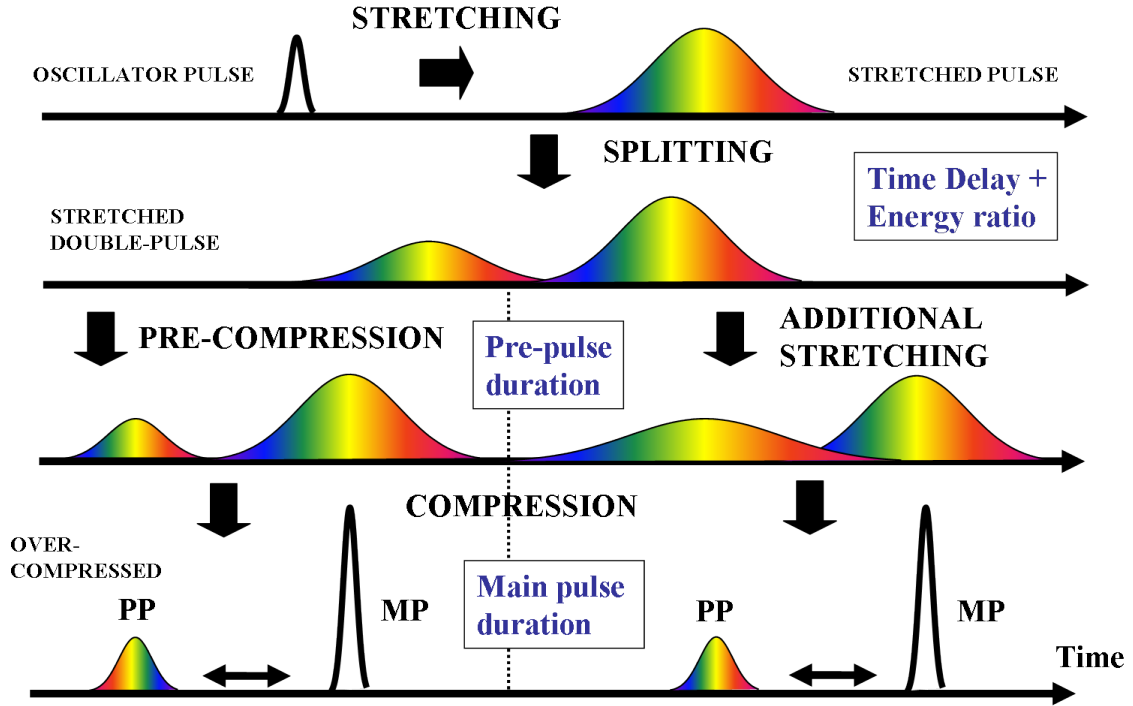 STRETCHING
OSCILLATOR PULSE
STRETCHED PULSE
SPLITTING
Time Delay +
Energy ratio
STRETCHED
DOUBLE-PULSE
PRE-COMPRESSION
Pre-pulse
duration
ADDITIONAL
STRETCHING
COMPRESSION
OVER-
COMPRESSED
PP
MP
Main pulse
duration
PP
MP
Time